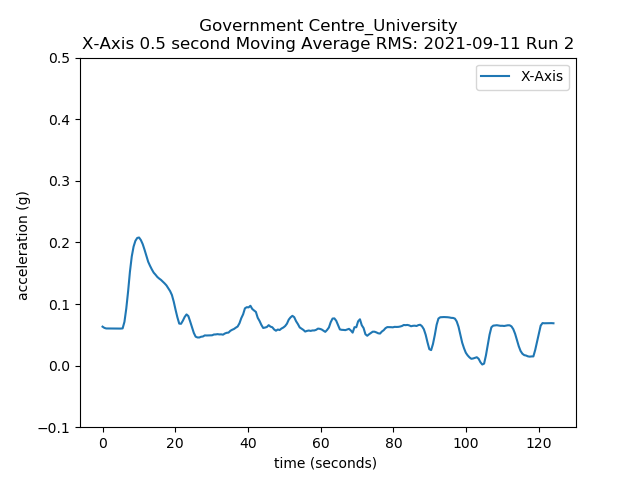 Government Centre_University
X-Axis 0.5 second Moving Average RMS: 2021-09-11 Run 2
X-Axis
0.5
0.4
0.3
0.2
0.1
0.0
−0.1
acceleration (g)
0 20 40 60 80 100 120
time (seconds)